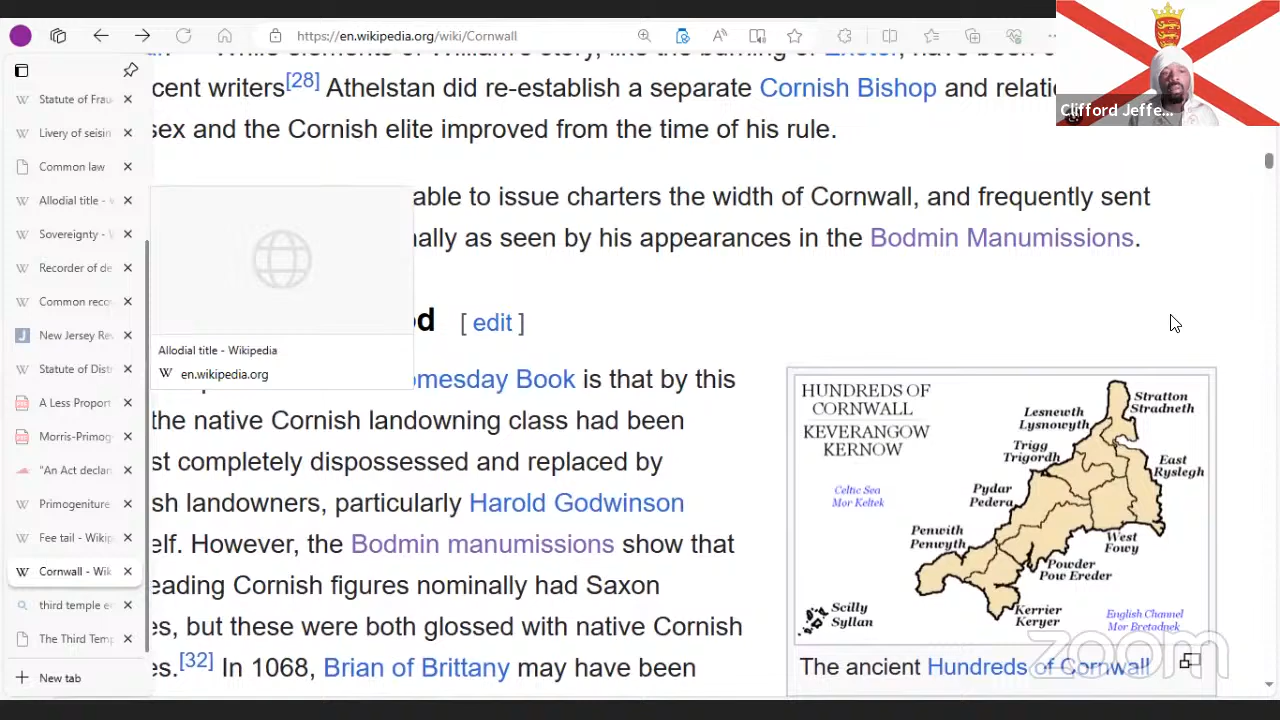 https://en.wikipedia.org/wiki/Cornwall
Clifford Jeffe...
Statute of Frau
Livery of seisin
Common law
Allodial title -
Sovereignty -
Recorder of de
Common reco
New Jersey Re
Statute of Dist
A Less Proport
Morris-Primog
"An Act declar
Primogeniture
Fee tail - Wikip
Cornwall - Wik
third temple e
The Third Temp
New tab
Allodial title - Wikipedia
en.wikipedia.org
cent writers[28] Athelstan did re-establish a separate Cornish Bishop and relati
sex and the Cornish elite improved from the time of his rule.
able to issue charters the width of Cornwall, and frequently sent
nally as seen by his appearances in the Bodmin Manumissions.
od [ edit ]
omesday Book is that by this
the native Cornish landowning class had been
st completely dispossessed and replaced by
sh landowners, particularly Harold Godwinson
elf. However, the Bodmin manumissions show that
eading Cornish figures nominally had Saxon
es, but these were both glossed with native Cornish
es.[32] In 1068, Brian of Brittany may have been
HUNDREDS OF
CORNWALL
KEVERANGOW
KERNOW
Celtic Sea
Mor Keltek
Stratton
Stradneth
Lesnewth
Lysnowyth
Trigg
Trigordh
East
Ryslegh
Pydar
Pedera
Penwith
Penwyth
West
Fowy
Powder
Pow Ereder
Kerrier
Keryer
Scilly
Syllan
English Channel
Mor Bretadnek
The ancient Hundreds of Cornwall
zoom